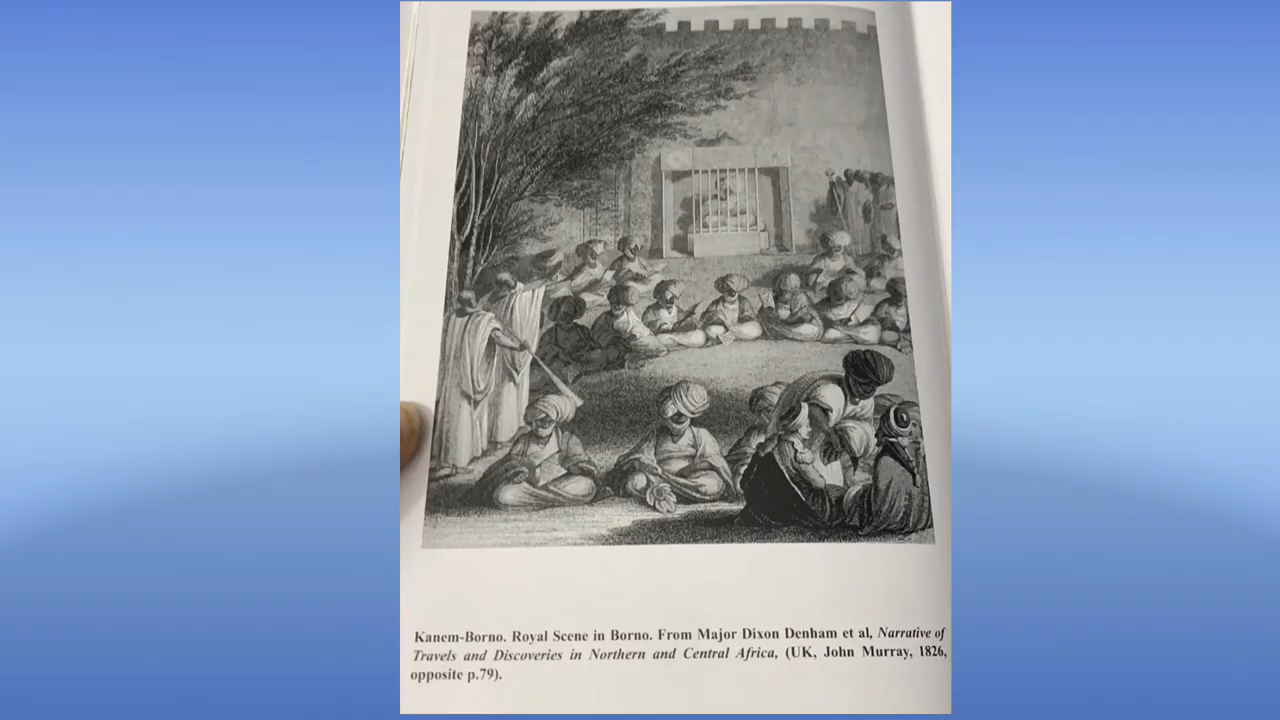 Kanem-Borno. Royal Scene in Borno. From Major Dixon Denham et al, Narrative of
Travels and Discoveries in Northern and Central Africa, (UK, John Murray, 1826,
opposite p.79).